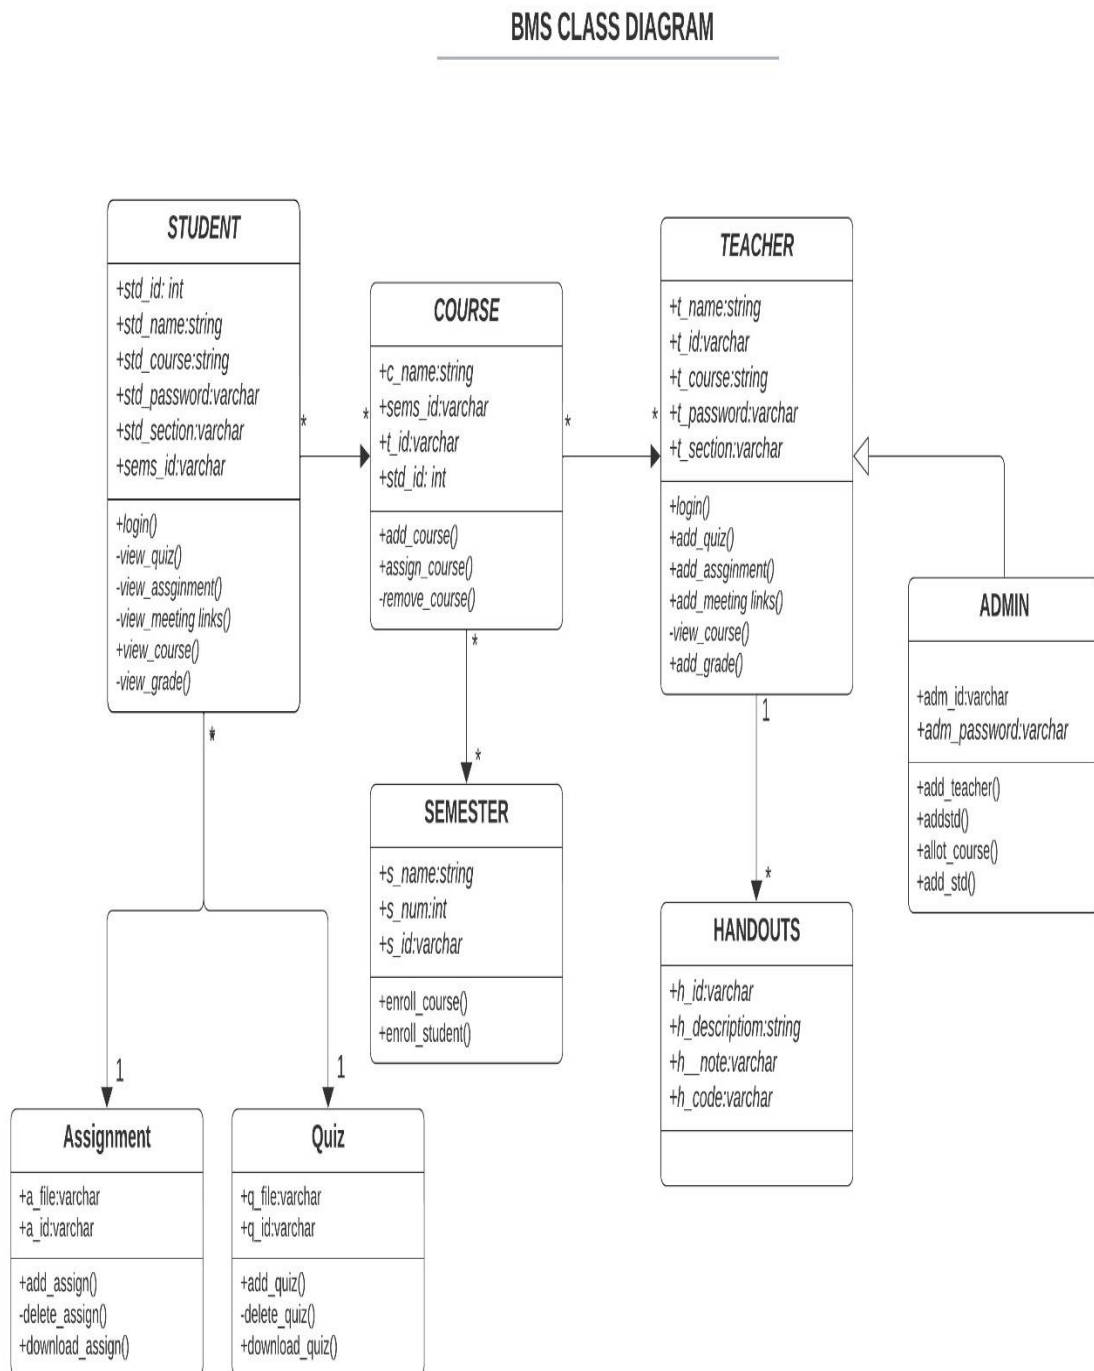 BMS CLASS DIAGRAM
STUDENT
+std_id: int
+std_name:string
+std_course:string
+std_password:varchar
+std_section:varchar
+sems_id:varchar
+login()
-view_quiz()
-view_assginment()
-view_meeting links()
+view_course()
-view_grade()
*
*
COURSE
+c_name:string
+sems_id:varchar
+t_id:varchar
+std_id: int
+add_course()
+assign_course()
-remove_course()
*
*
TEACHER
+t_name:string
+t_id:varchar
+t_course:string
+t_password:varchar
+t_section:varchar
+login()
+add_quiz()
+add_assginment()
+add_meeting links()
-view_course()
+add_grade()
ADMIN
+adm_id:varchar
+adm_password:varchar
+add_teacher()
+addstd()
+allot_course()
+add_std()
*
*
*
SEMESTER
+s_name:string
+s_num:int
+s_id:varchar
+enroll_course()
+enroll_student()
1
*
HANDOUTS
+h_id:varchar
+h_descriptiom:string
+h__note:varchar
+h_code:varchar
1
Assignment
+a_file:varchar
+a_id:varchar
+add_assign()
-delete_assign()
+download_assign()
1
Quiz
+q_file:varchar
+q_id:varchar
+add_quiz()
-delete_quiz()
+download_quiz()